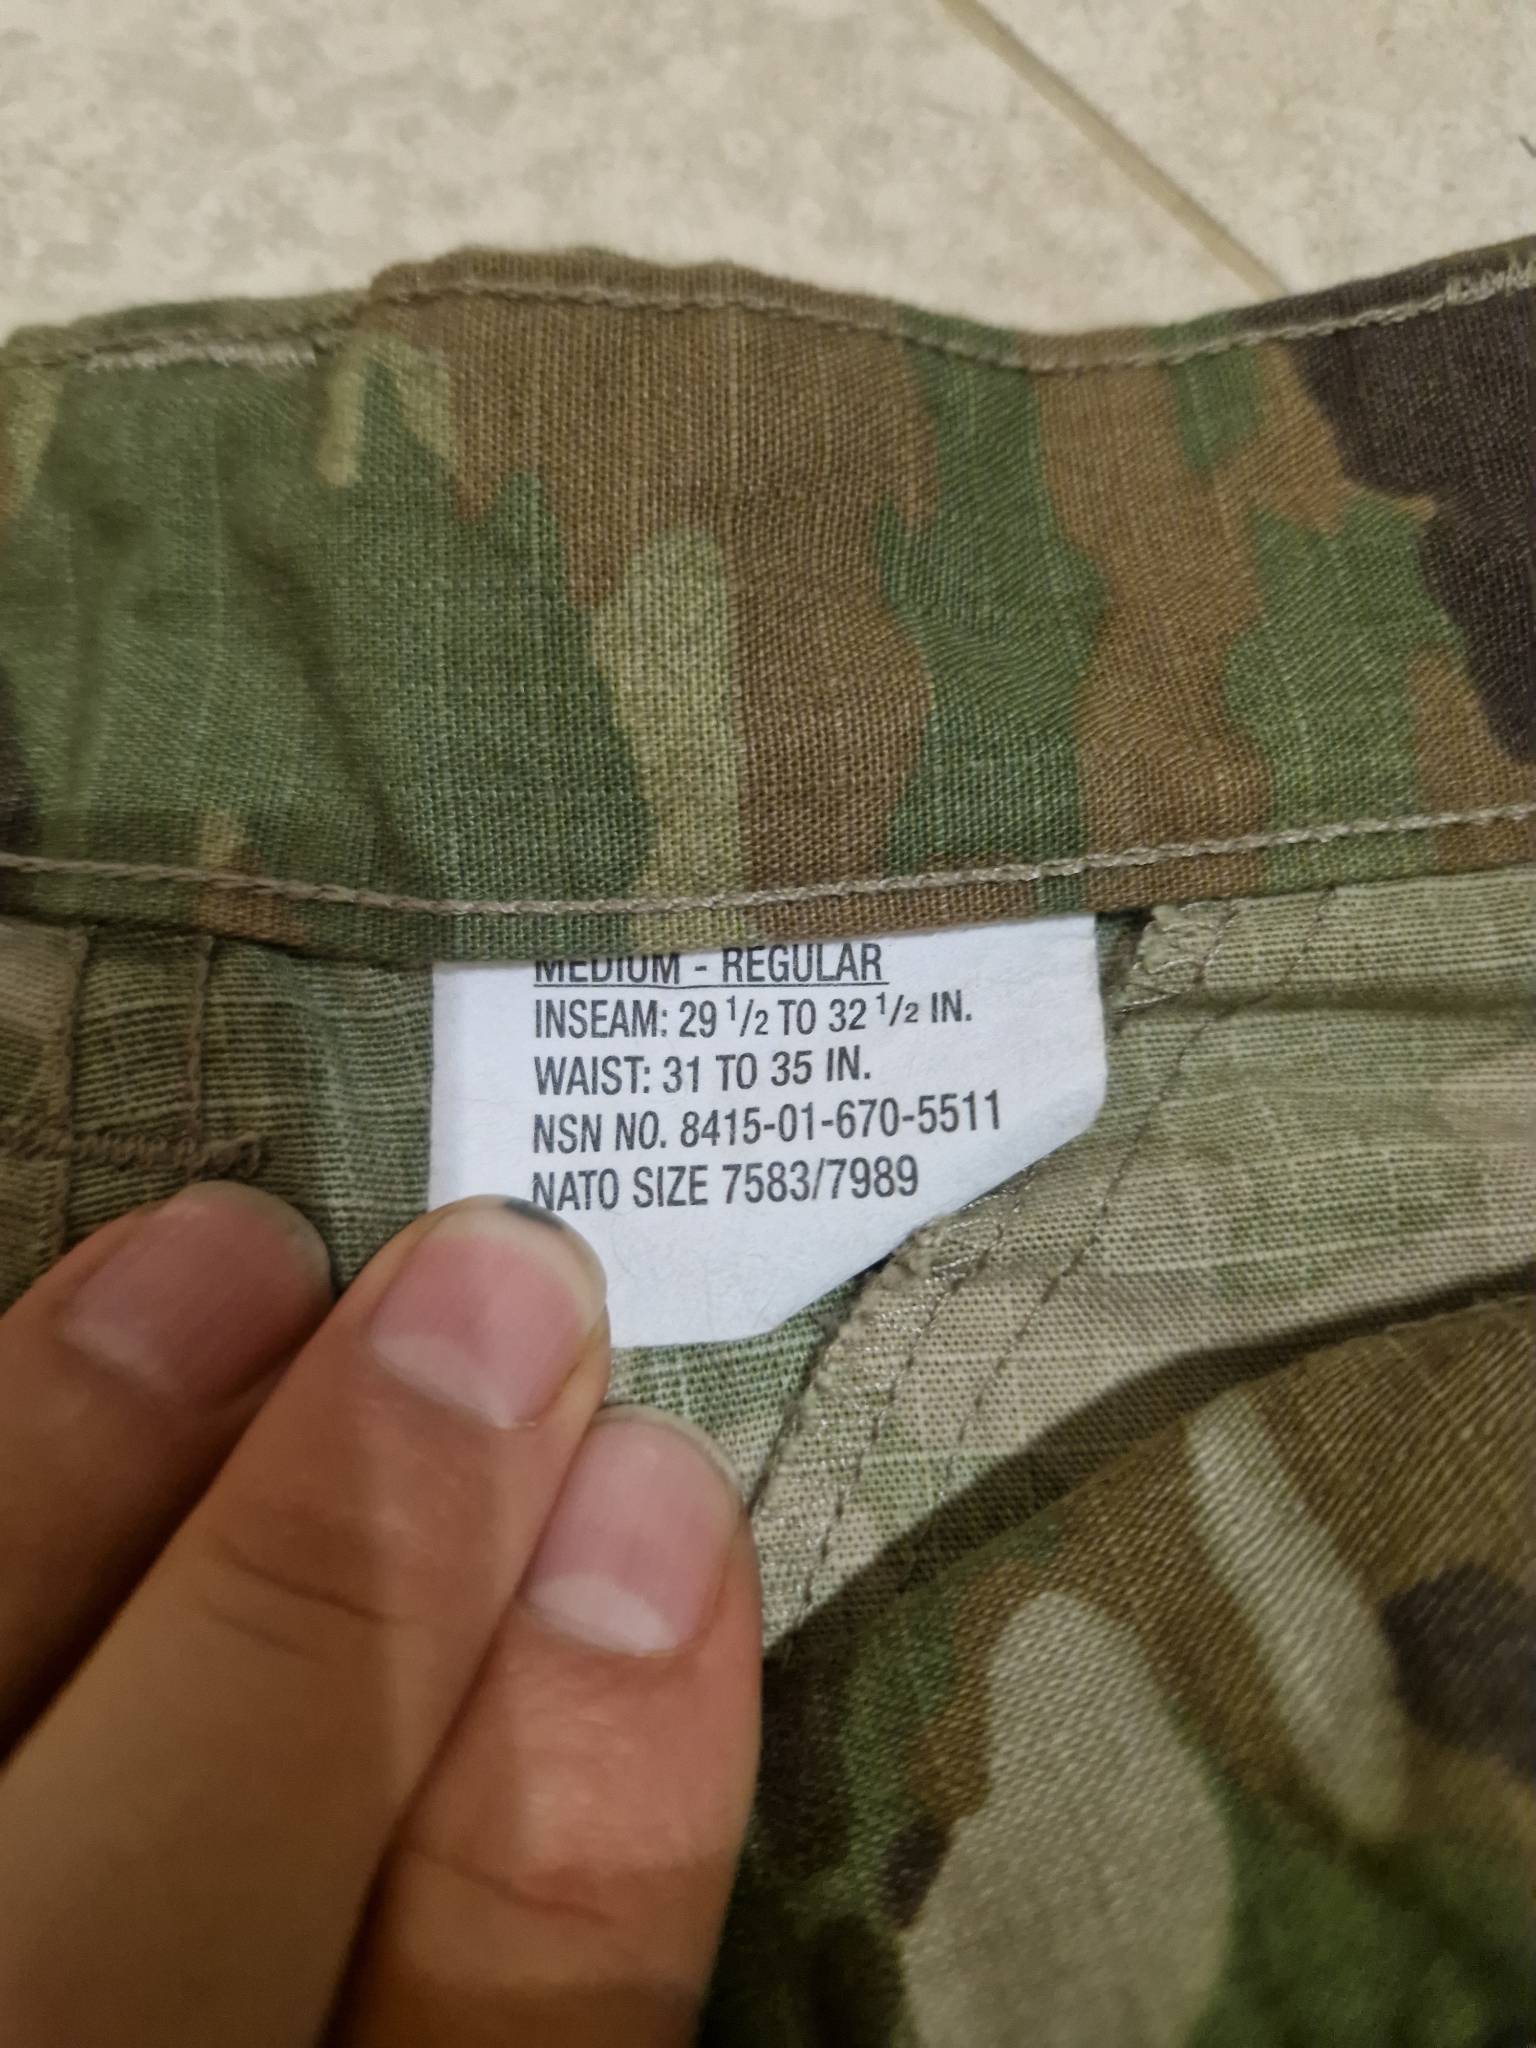 MEDIUM - REGULAR
INSEAM: 29 1/2 TO 32 1/2 IN.
WAIST: 31 TO 35 IN.
NSN NO. 8415-01-670-5511
NATO SIZE 7583/7989